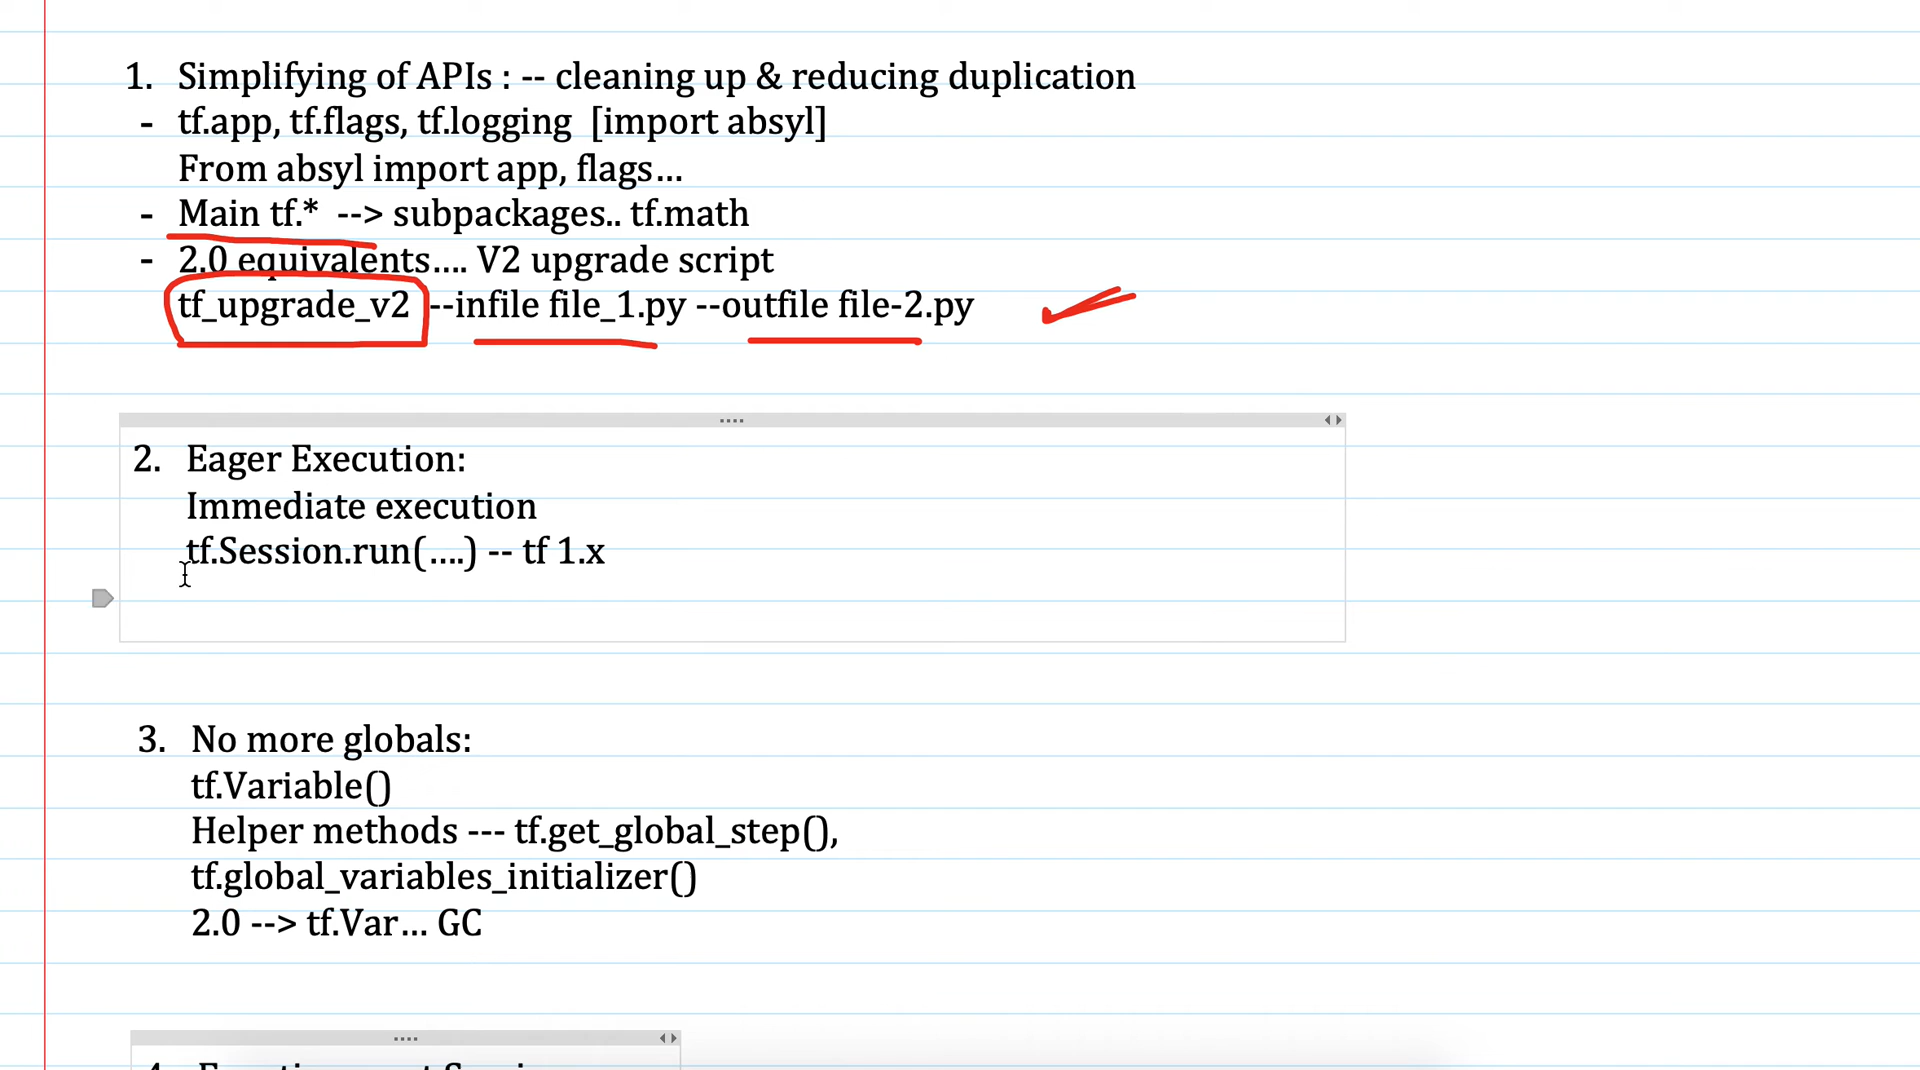 1. Simplifying of APIs : -- cleaning up & reducing duplication
- tf.app, tf.flags, tf.logging [import absyl]
From absyl import app, flags…
- Main tf.* --> subpackages.. tf.math
- 2.0 equivalents…. V2 upgrade script
tf_upgrade_v2 --infile file_1.py --outfile file-2.py
2. Eager Execution:
Immediate execution
tf.Session.run(….) -- tf 1.x
3. No more globals:
tf.Variable()
Helper methods --- tf.get_global_step(),
tf.global_variables_initializer()
2.0 --> tf.Var… GC